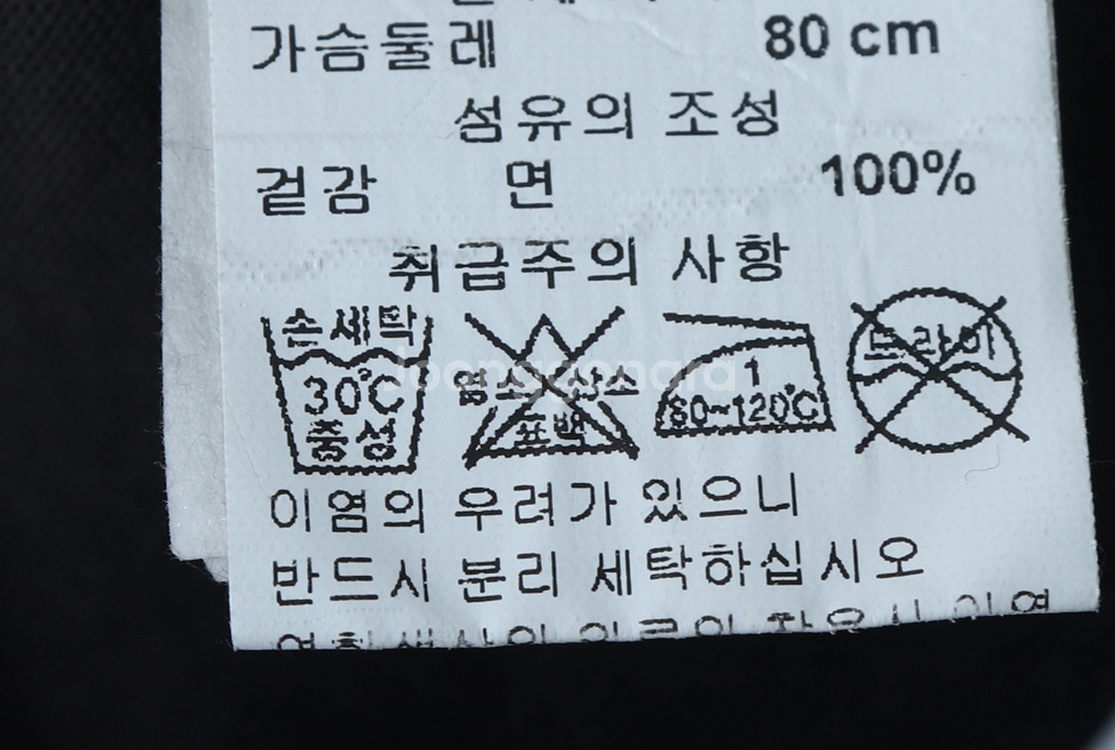 가슴둘레 80 cm
섬유의 조성
겉감 면 100%
취급주의 사항
손세탁 30℃ 중성
염소 산소 표백
1 80~120℃
드라이
joonggonara
이염의 우려가 있으니
반드시 분리 세탁하십시오